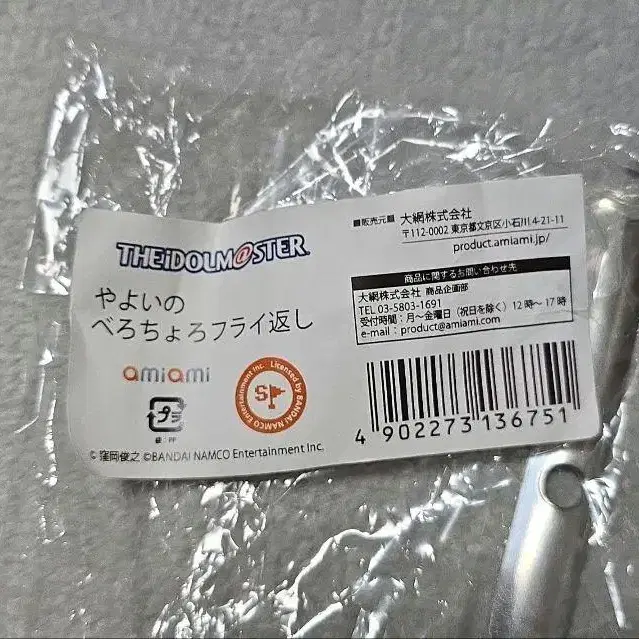 THE iDOLM@STER
やよいの
べろちょろフライ返し
amiami
プラ
袋:PP
Licensed by BANDAI NAMCO Entertainment Inc.
©窪岡俊之 ©BANDAI NAMCO Entertainment Inc.
■販売元■ 大網株式会社
〒112-0002 東京都文京区小石川4-21-11
product.amiami.jp/
商品に関するお問い合わせ先
大網株式会社 商品企画部
TEL 03-5803-1691
受付時間:月~金曜日(祝日を除く)12時~17時
e-mail:product@amiami.com
4 902273 136751